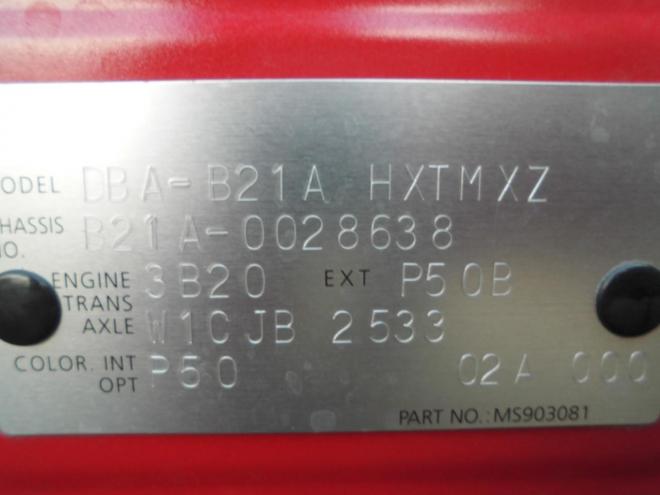 ODEL DBA-B21A HXTMXZ
HASSIS NO. B21A-0028638
ENGINE 3B20 EXT P50B
TRANS AXLE W1CJB 2533
COLOR. INT OPT P50 02A 000
PART NO.: MS903081